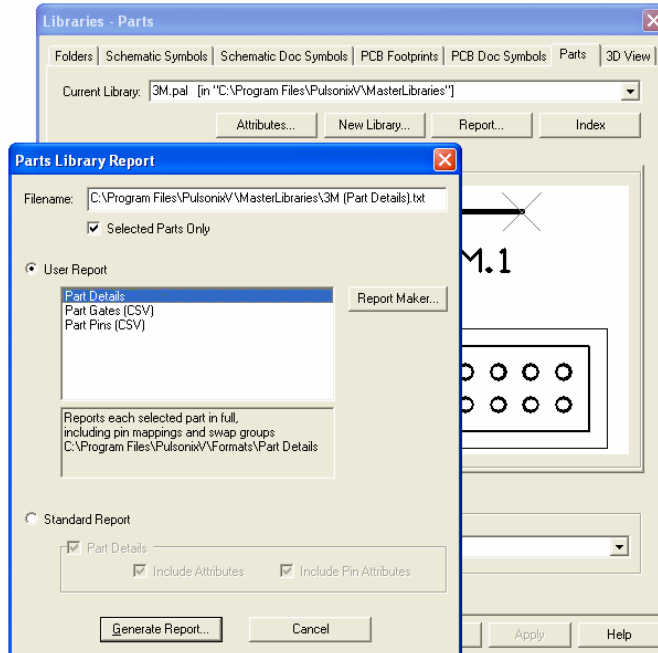 Libraries - Parts
Folders Schematic Symbols Schematic Doc Symbols PCB Footprints PCB Doc Symbols Parts 3D View
Current Library: 3M.pal [in "C:\Program Files\PulsonixV\MasterLibraries"]
Attributes... New Library... Report... Index
Parts Library Report
Filename: C:\Program Files\PulsonixV\MasterLibraries\3M (Part Details).txt
Selected Parts Only
M.1
User Report
Part Details
Part Gates (CSV)
Part Pins (CSV)
Report Maker...
Reports each selected part in full,
including pin mappings and swap groups
C:\Program Files\PulsonixV\Formats\Part Details
Standard Report
Part Details
Include Attributes Include Pin Attributes
Generate Report... Cancel
Apply Help